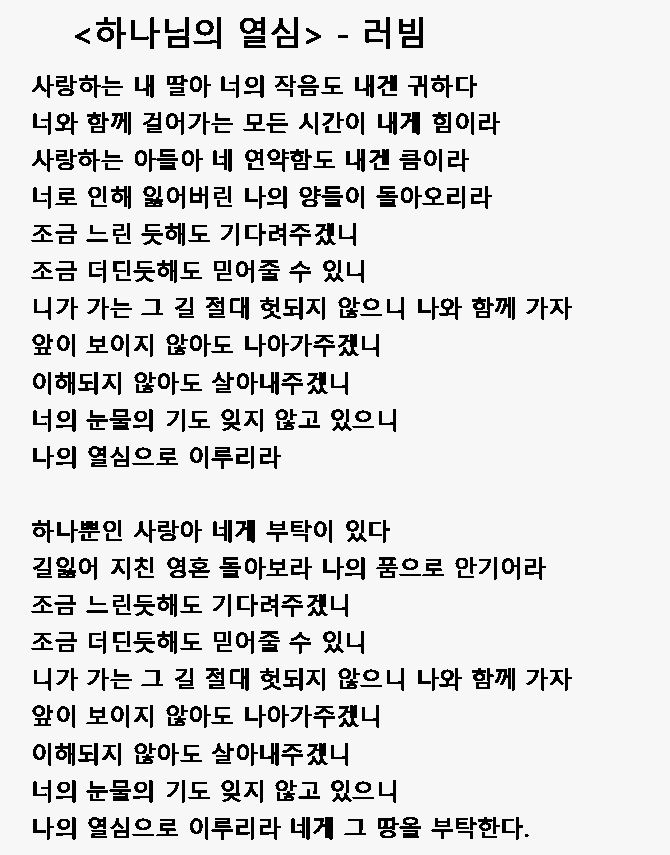 <하나님의 열심> - 러빔
사랑하는 내 딸아 너의 작음도 내겐 귀하다
너와 함께 걸어가는 모든 시간이 내게 힘이라
사랑하는 아들아 네 연약함도 내겐 큼이라
너로 인해 잃어버린 나의 양들이 돌아오리라
조금 느린 듯해도 기다려주겠니
조금 더딘듯해도 믿어줄 수 있니
니가 가는 그 길 절대 헛되지 않으니 나와 함께 가자
앞이 보이지 않아도 나아가주겠니
이해되지 않아도 살아내주겠니
너의 눈물의 기도 잊지 않고 있으니
나의 열심으로 이루리라
하나뿐인 사랑아 네게 부탁이 있다
길잃어 지친 영혼 돌아보라 나의 품으로 안기어라
조금 느린듯해도 기다려주겠니
조금 더딘듯해도 믿어줄 수 있니
니가 가는 그 길 절대 헛되지 않으니 나와 함께 가자
앞이 보이지 않아도 나아가주겠니
이해되지 않아도 살아내주겠니
너의 눈물의 기도 잊지 않고 있으니
나의 열심으로 이루리라 네게 그 땅을 부탁한다.